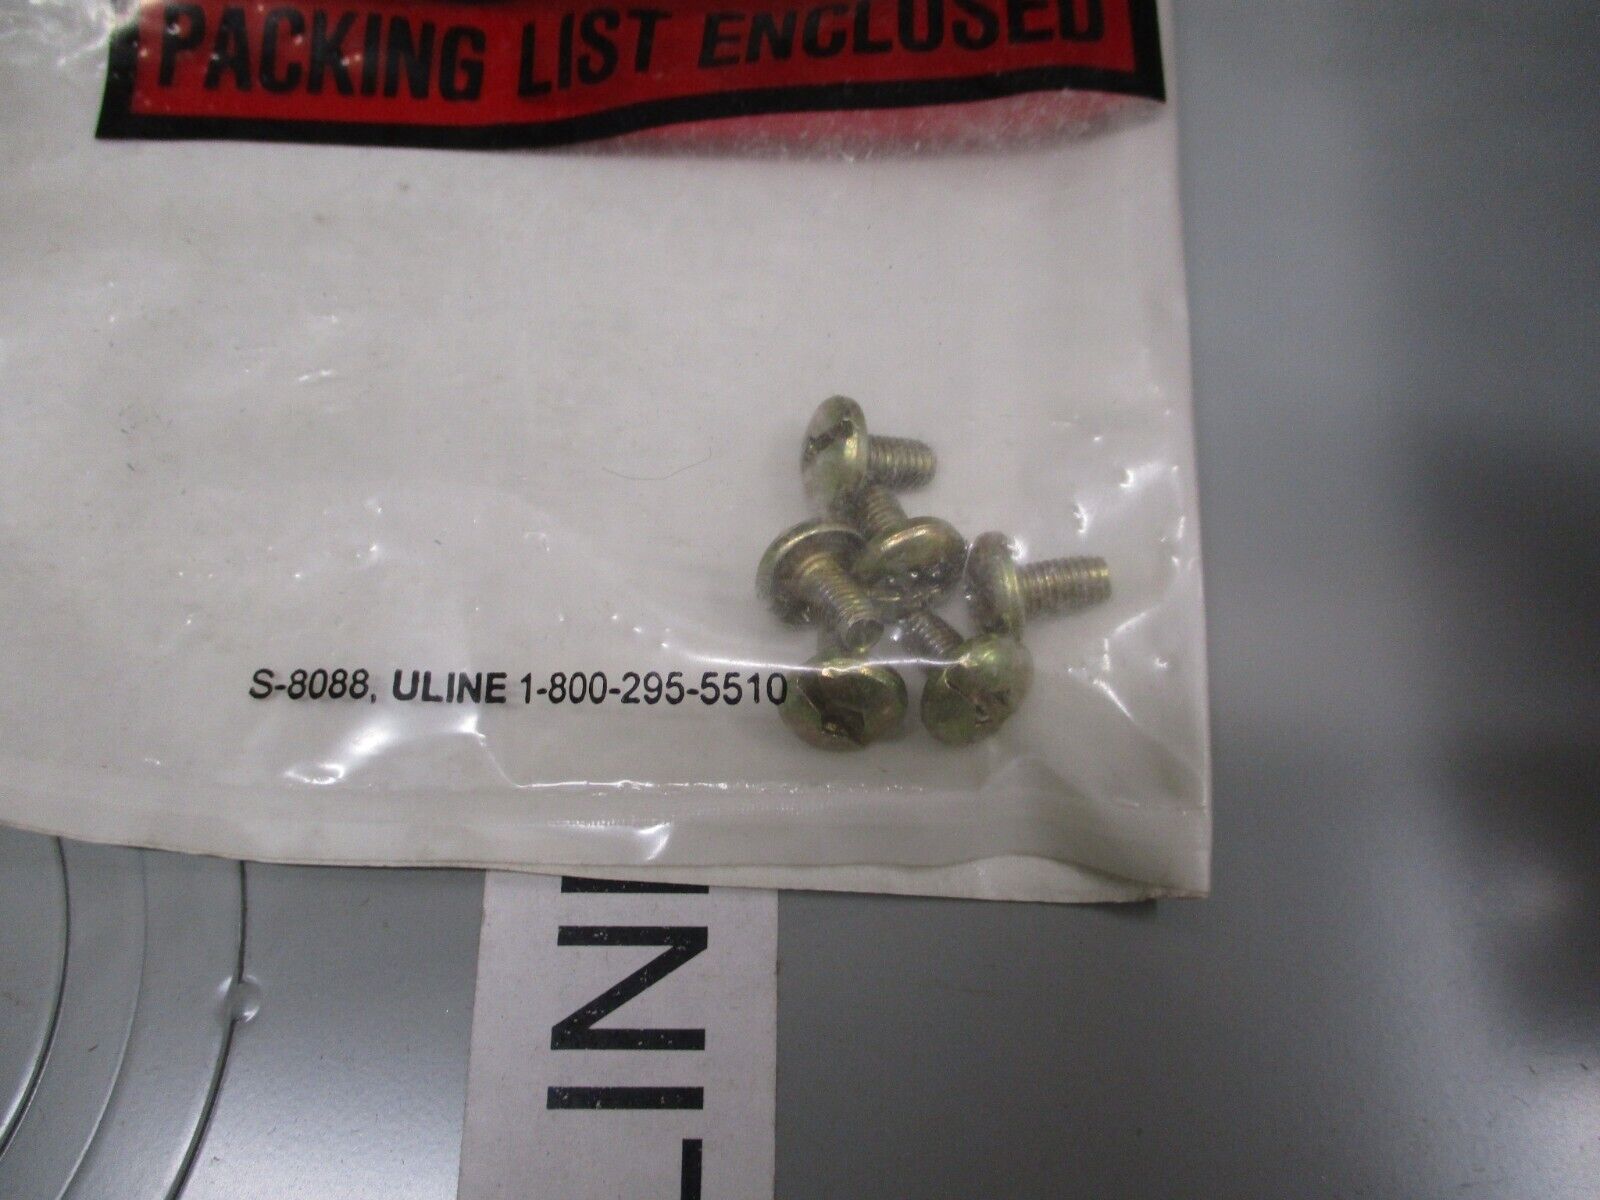 PACKING LIST ENCLOSED
S-8088, ULINE 1-800-295-5510